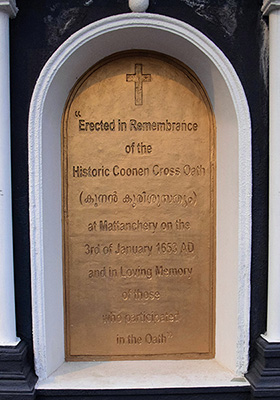 "Erected in Remembrance
of the
Historic Coonen Cross Oath
(കൂനൻ കുരിശുസത്യം)
at Mattanchery on the
3rd of January 1653 AD
and in Loving Memory
of those
who participated
in the Oath"